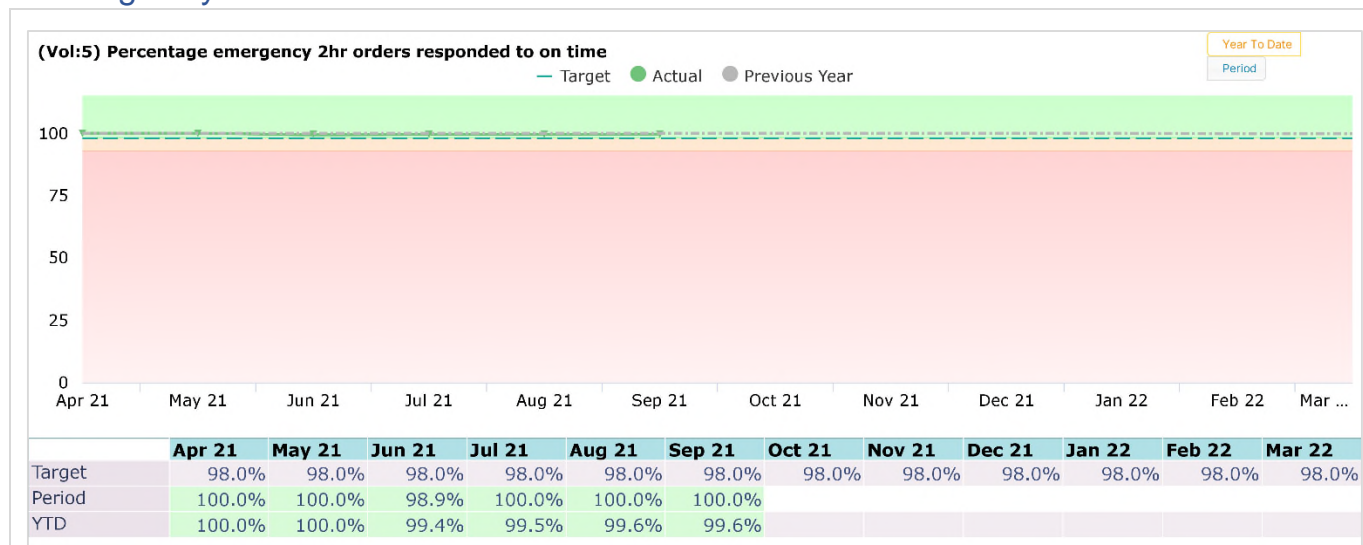 (Vol:5) Percentage emergency 2hr orders responded to on time
Year To Date
Period
Target Actual Previous Year
100
75
50
25
0
Apr 21 May 21 Jun 21 Jul 21 Aug 21 Sep 21 Oct 21 Nov 21 Dec 21 Jan 22 Feb 22 Mar ...
Apr 21 May 21 Jun 21 Jul 21 Aug 21 Sep 21 Oct 21 Nov 21 Dec 21 Jan 22 Feb 22 Mar 22
Target 98.0% 98.0% 98.0% 98.0% 98.0% 98.0% 98.0% 98.0% 98.0% 98.0% 98.0% 98.0%
Period 100.0% 100.0% 98.9% 100.0% 100.0% 100.0%
YTD 100.0% 100.0% 99.4% 99.5% 99.6% 99.6%